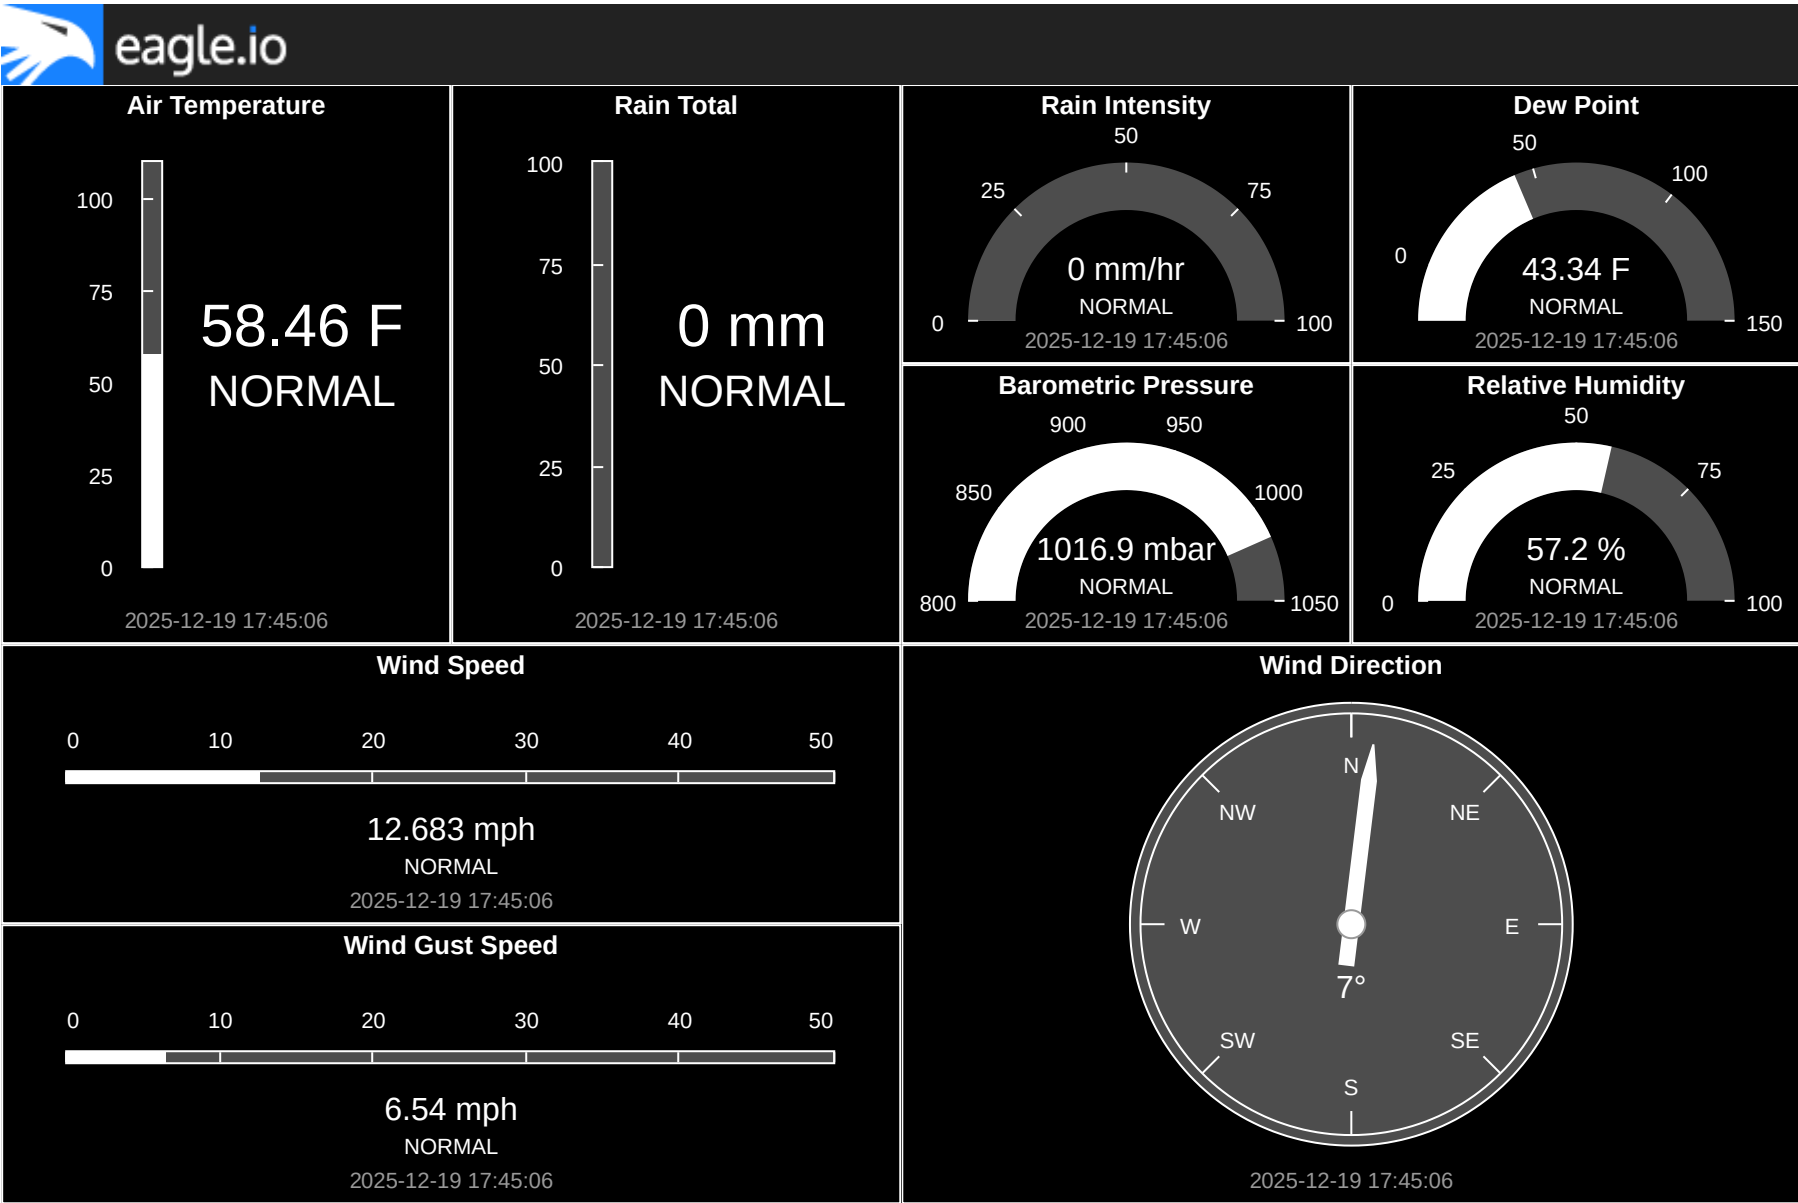 eagle.io
Air Temperature
100
75
50
25
0
58.46 F
NORMAL
2025-12-19 17:45:06
Rain Total
100
75
50
25
0
0 mm
NORMAL
2025-12-19 17:45:06
Rain Intensity
50
25
75
0
100
0 mm/hr
NORMAL
2025-12-19 17:45:06
Dew Point
50
100
0
150
43.34 F
NORMAL
2025-12-19 17:45:06
Barometric Pressure
900
950
850
1000
800
1050
1016.9 mbar
NORMAL
2025-12-19 17:45:06
Relative Humidity
50
25
75
0
100
57.2 %
NORMAL
2025-12-19 17:45:06
Wind Speed
0 10 20 30 40 50
12.683 mph
NORMAL
2025-12-19 17:45:06
Wind Gust Speed
0 10 20 30 40 50
6.54 mph
NORMAL
2025-12-19 17:45:06
Wind Direction
N
NW
NE
W
E
7°
SW
SE
S
2025-12-19 17:45:06